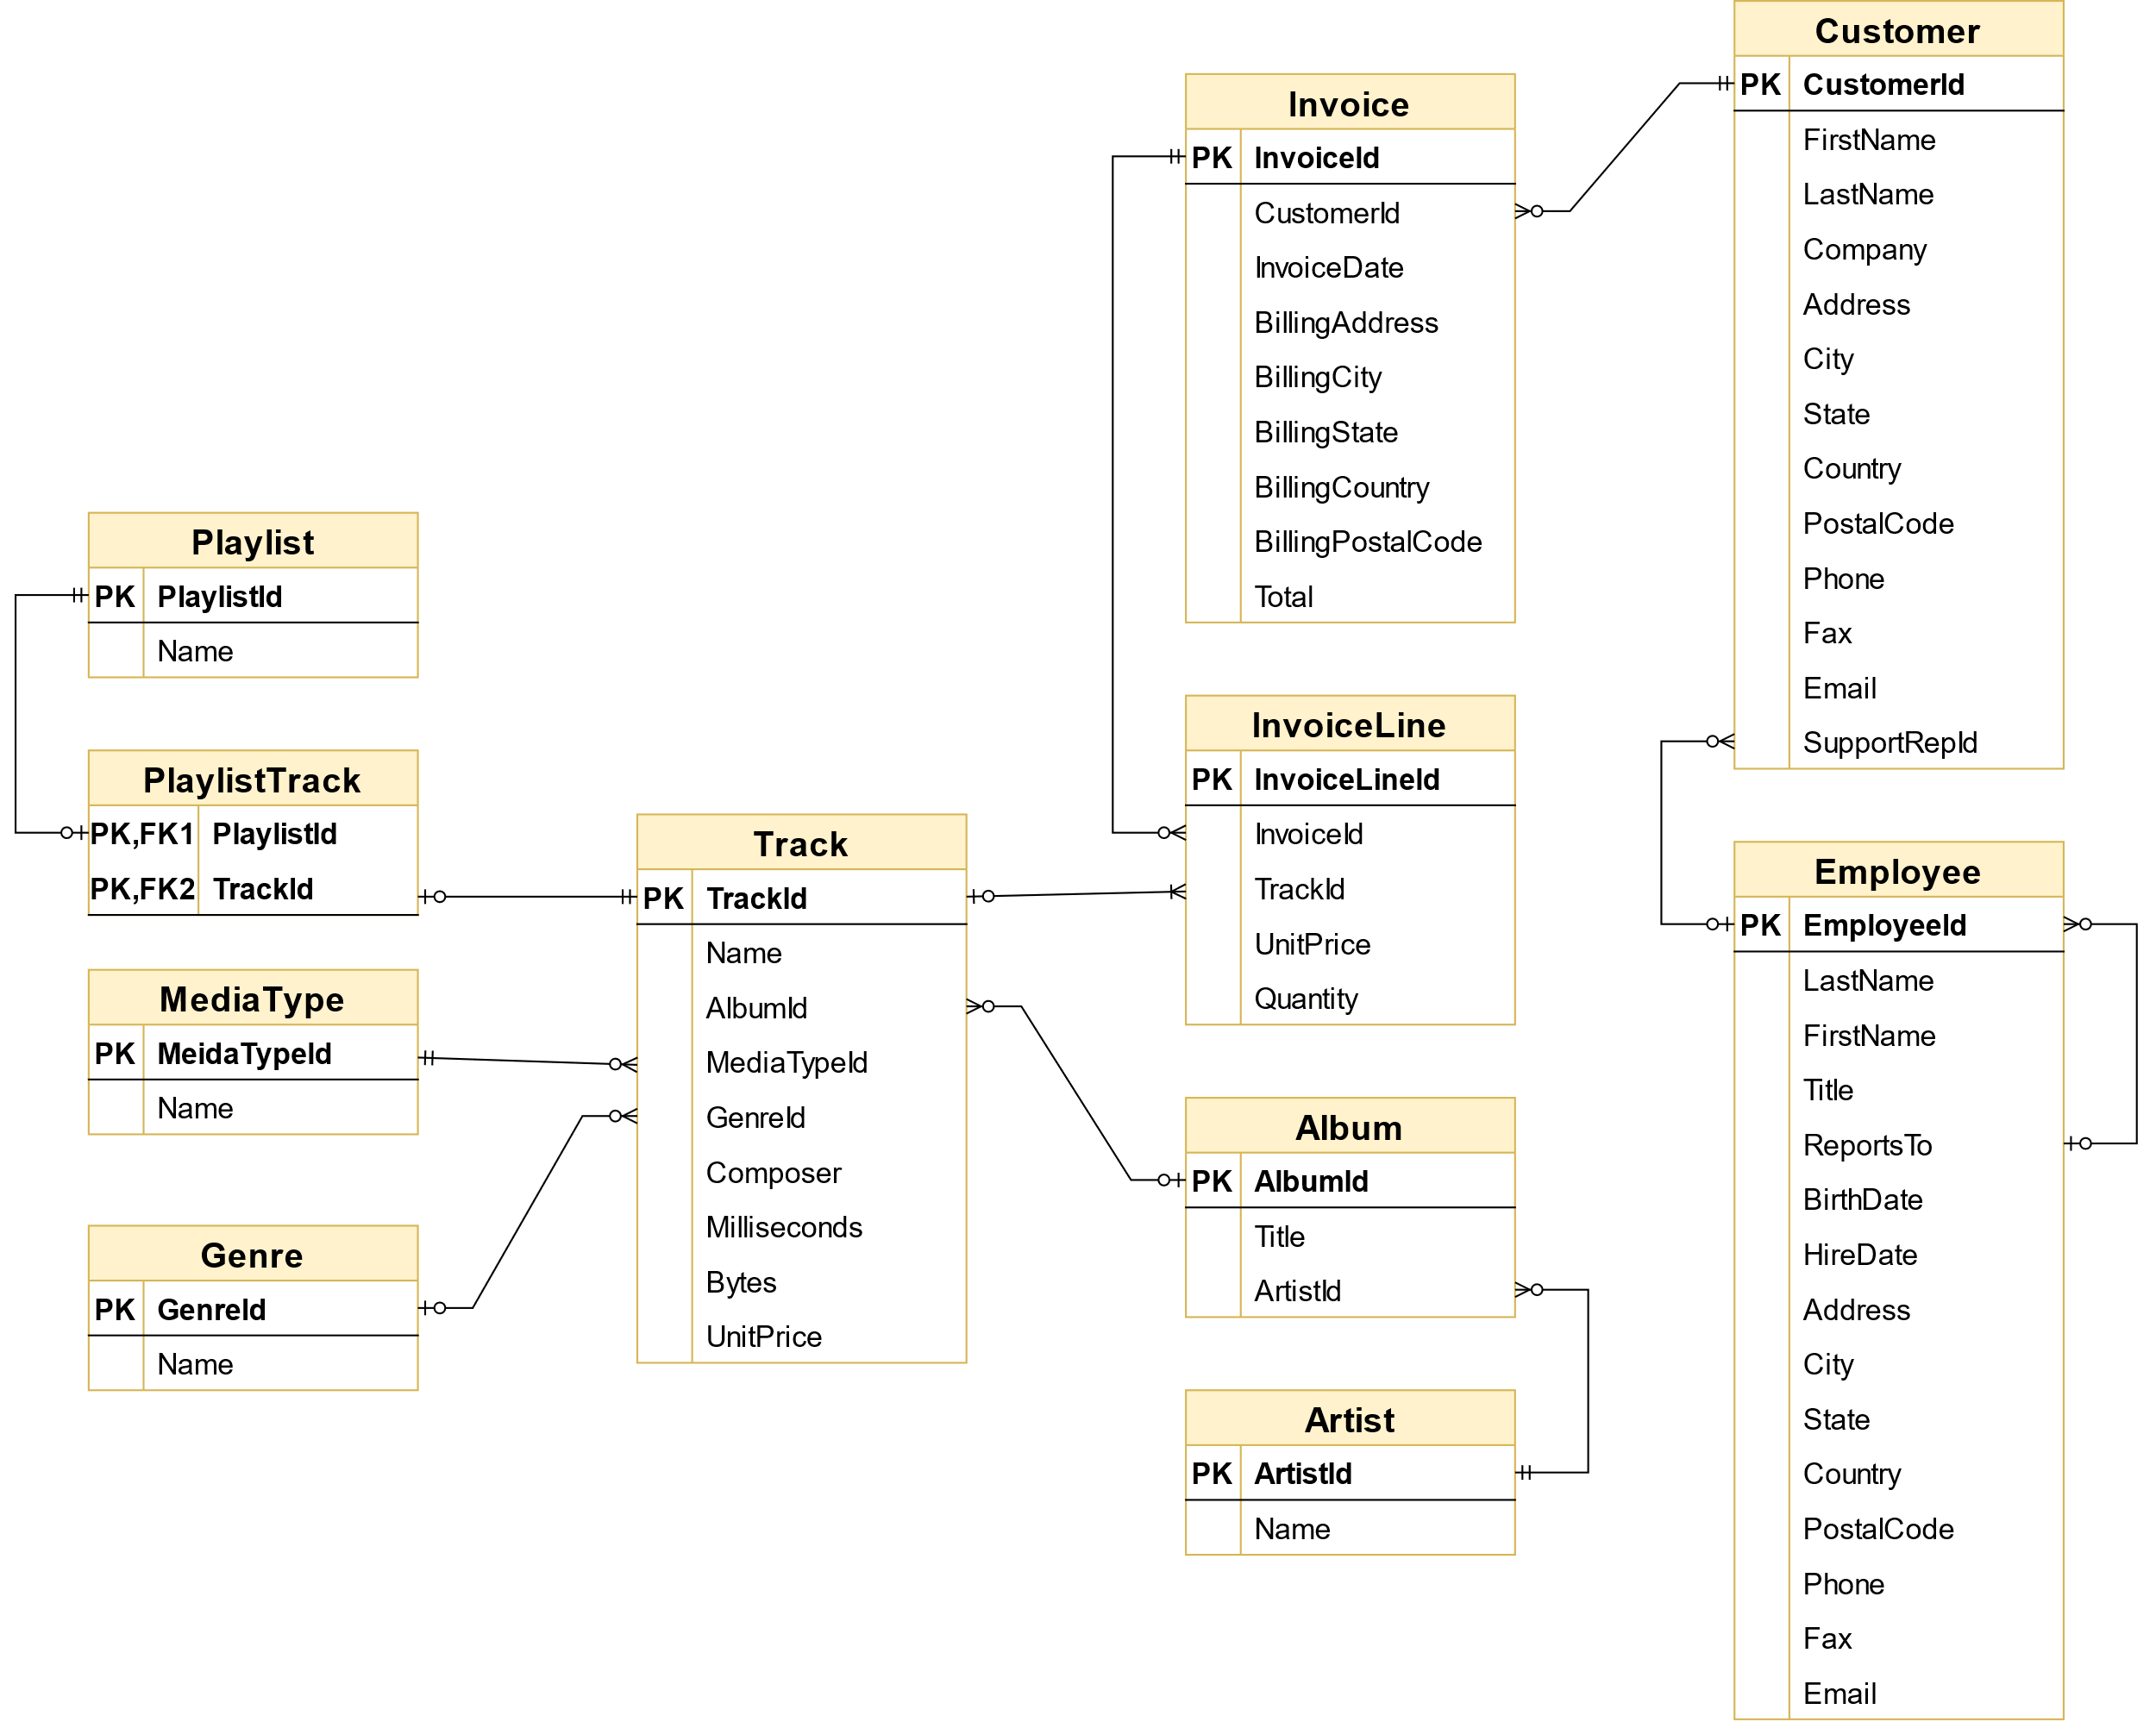 Customer
PK CustomerId
FirstName
LastName
Company
Address
City
State
Country
PostalCode
Phone
Fax
Email
SupportRepId
Invoice
PK InvoiceId
CustomerId
InvoiceDate
BillingAddress
BillingCity
BillingState
BillingCountry
BillingPostalCode
Total
Playlist
PK PlaylistId
Name
PlaylistTrack
PK,FK1 PlaylistId
PK,FK2 TrackId
MediaType
PK MeidaTypeId
Name
Genre
PK GenreId
Name
Track
PK TrackId
Name
AlbumId
MediaTypeId
GenreId
Composer
Milliseconds
Bytes
UnitPrice
InvoiceLine
PK InvoiceLineId
InvoiceId
TrackId
UnitPrice
Quantity
Album
PK AlbumId
Title
ArtistId
Artist
PK ArtistId
Name
Employee
PK EmployeeId
LastName
FirstName
Title
ReportsTo
BirthDate
HireDate
Address
City
State
Country
PostalCode
Phone
Fax
Email